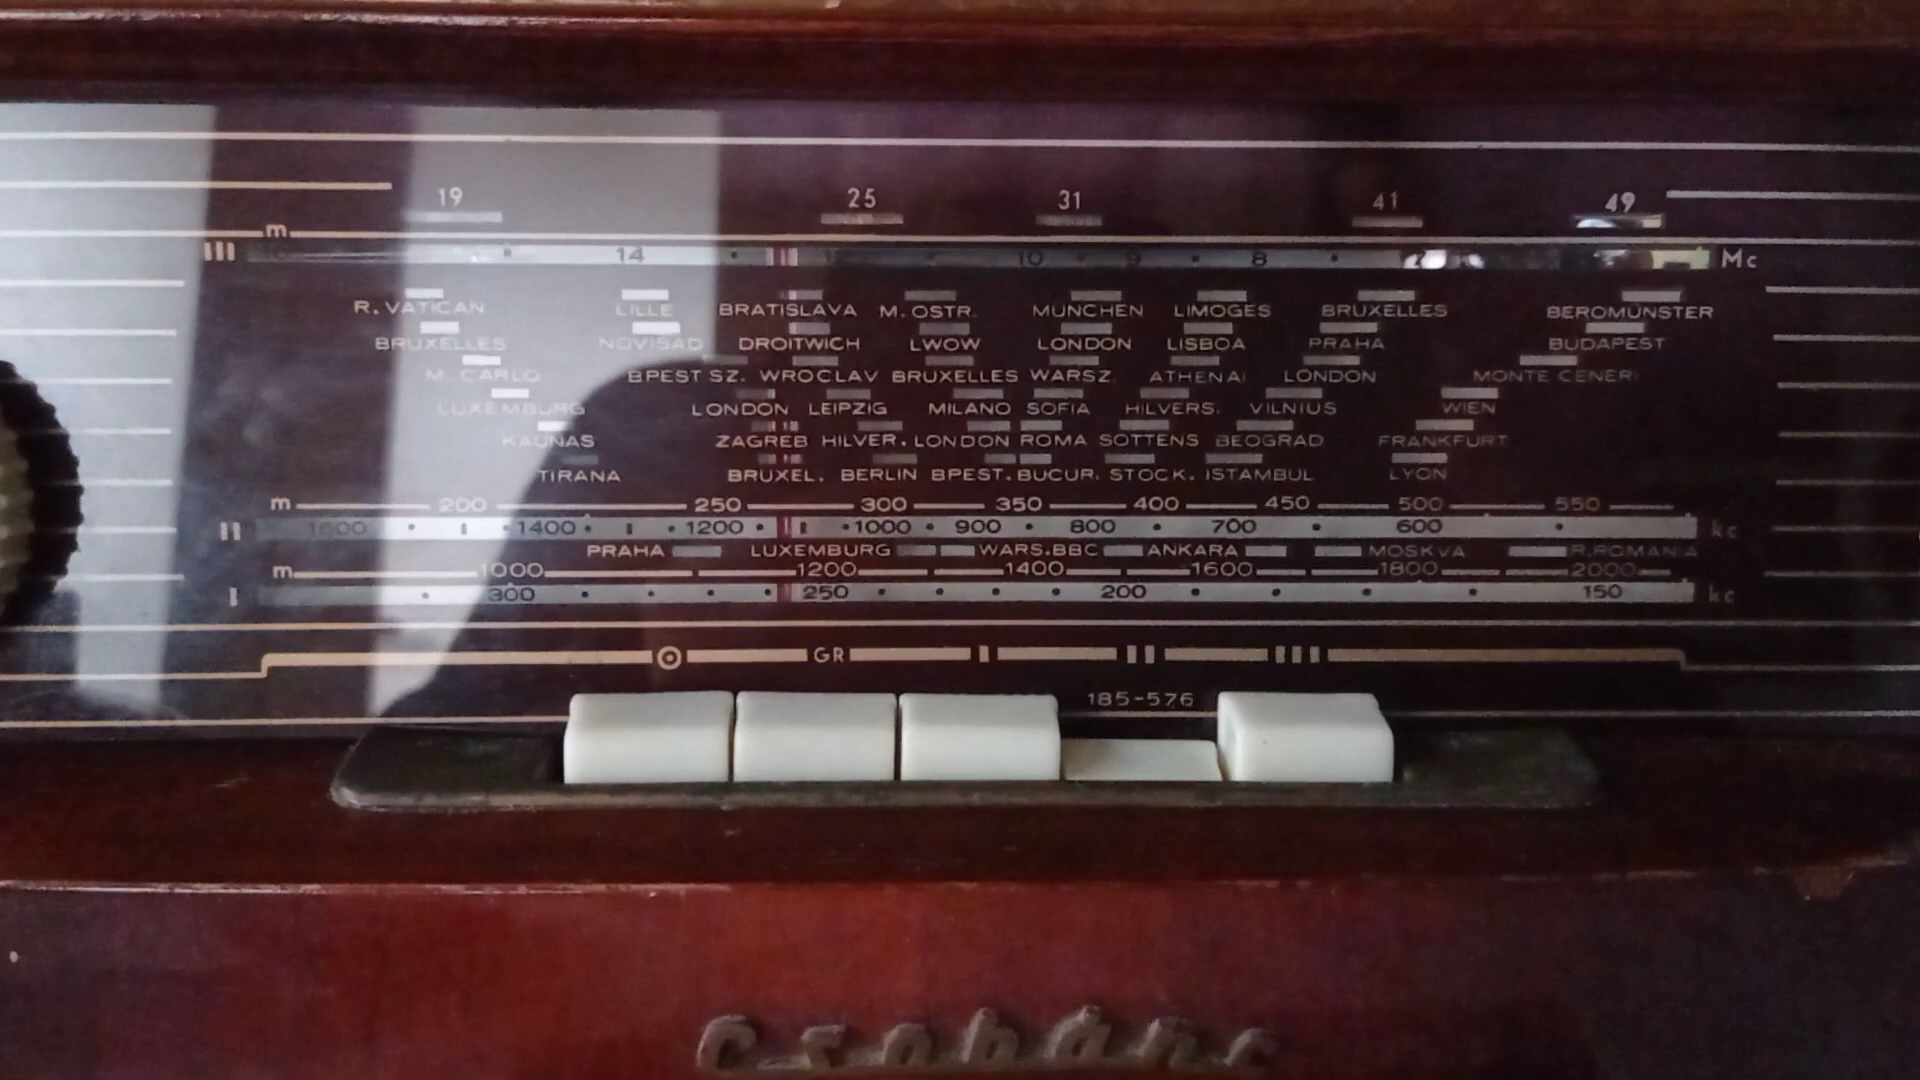 19 25 31 41 49
m
III 14 12 10 9 8 7 Mc
R. VATICAN LILLE BRATISLAVA M. OSTR. MÜNCHEN LIMOGES BRUXELLES BEROMÜNSTER
BRUXELLES NOVISAD DROITWICH LWOW LONDON LISBOA PRAHA BUDAPEST
M. CARLO BPEST SZ. WROCLAV BRUXELLES WARSZ. ATHENAI LONDON MONTE CENERI
LUXEMBURG LONDON LEIPZIG MILANO SOFIA HILVERS. VILNIUS WIEN
KAUNAS ZAGREB HILVER. LONDON ROMA SOTTENS BEOGRAD FRANKFURT
TIRANA BRUXEL. BERLIN BPEST. BUCUR. STOCK. ISTAMBUL LYON
m 200 250 300 350 400 450 500 550
II 1600 1400 1200 1000 900 800 700 600 kc
PRAHA LUXEMBURG WARS.BBC ANKARA MOSKVA R.ROMANIA
m 1000 1200 1400 1600 1800 2000
I 300 250 200 150 kc
GR I II III
185-576